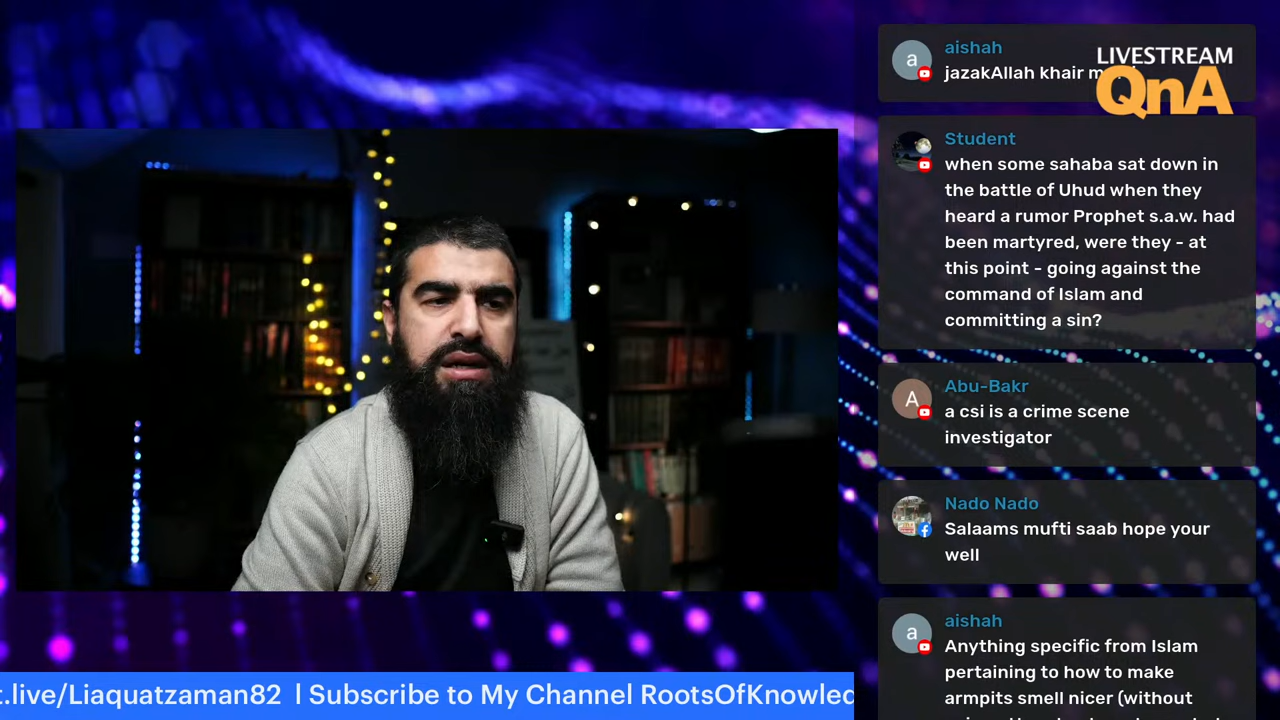 aishah
jazakAllah khair
LIVESTREAM
QnA
Student
when some sahaba sat down in
the battle of Uhud when they
heard a rumor Prophet s.a.w. had
been martyred, were they - at
this point - going against the
command of Islam and
committing a sin?
Abu-Bakr
a csi is a crime scene
investigator
Nado Nado
Salaams mufti saab hope your
well
aishah
Anything specific from Islam
pertaining to how to make
armpits smell nicer (without
.live/Liaquatzaman82 l Subscribe to My Channel RootsOfKnowled